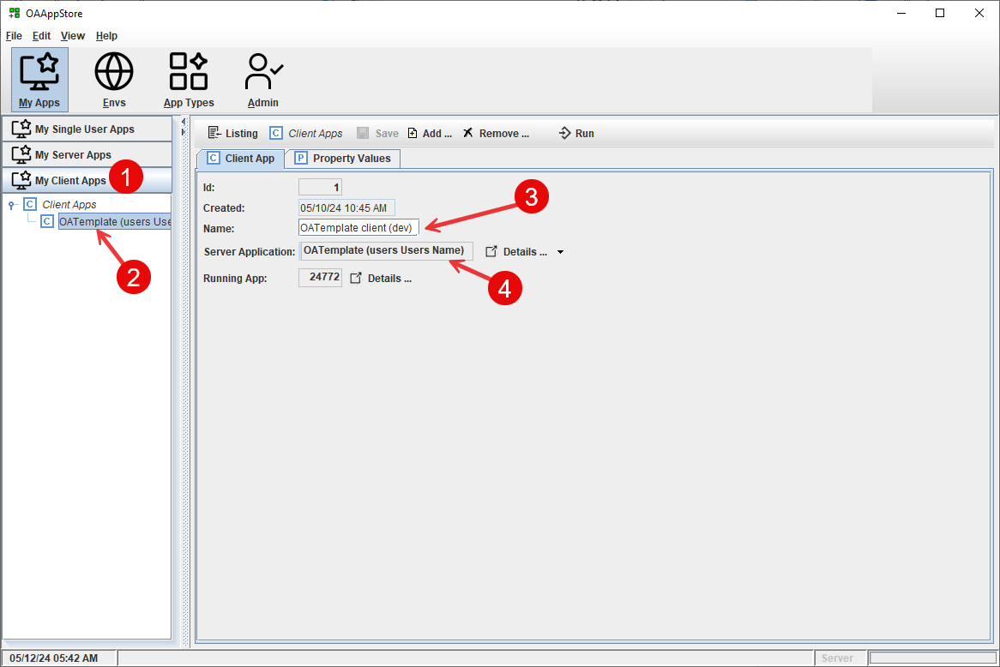 OAAppStore
File Edit View Help
My Apps Envs App Types Admin
My Single User Apps
My Server Apps
My Client Apps 1
C Client Apps
C OATemplate (users Use
2
Listing C Client Apps Save Add ... Remove ... Run
C Client App P Property Values
Id: 1
Created: 05/10/24 10:45 AM
Name: OATemplate client (dev)
3
Server Application: OATemplate (users Users Name) Details ...
4
Running App: 24772 Details ...
05/12/24 05:42 AM Server